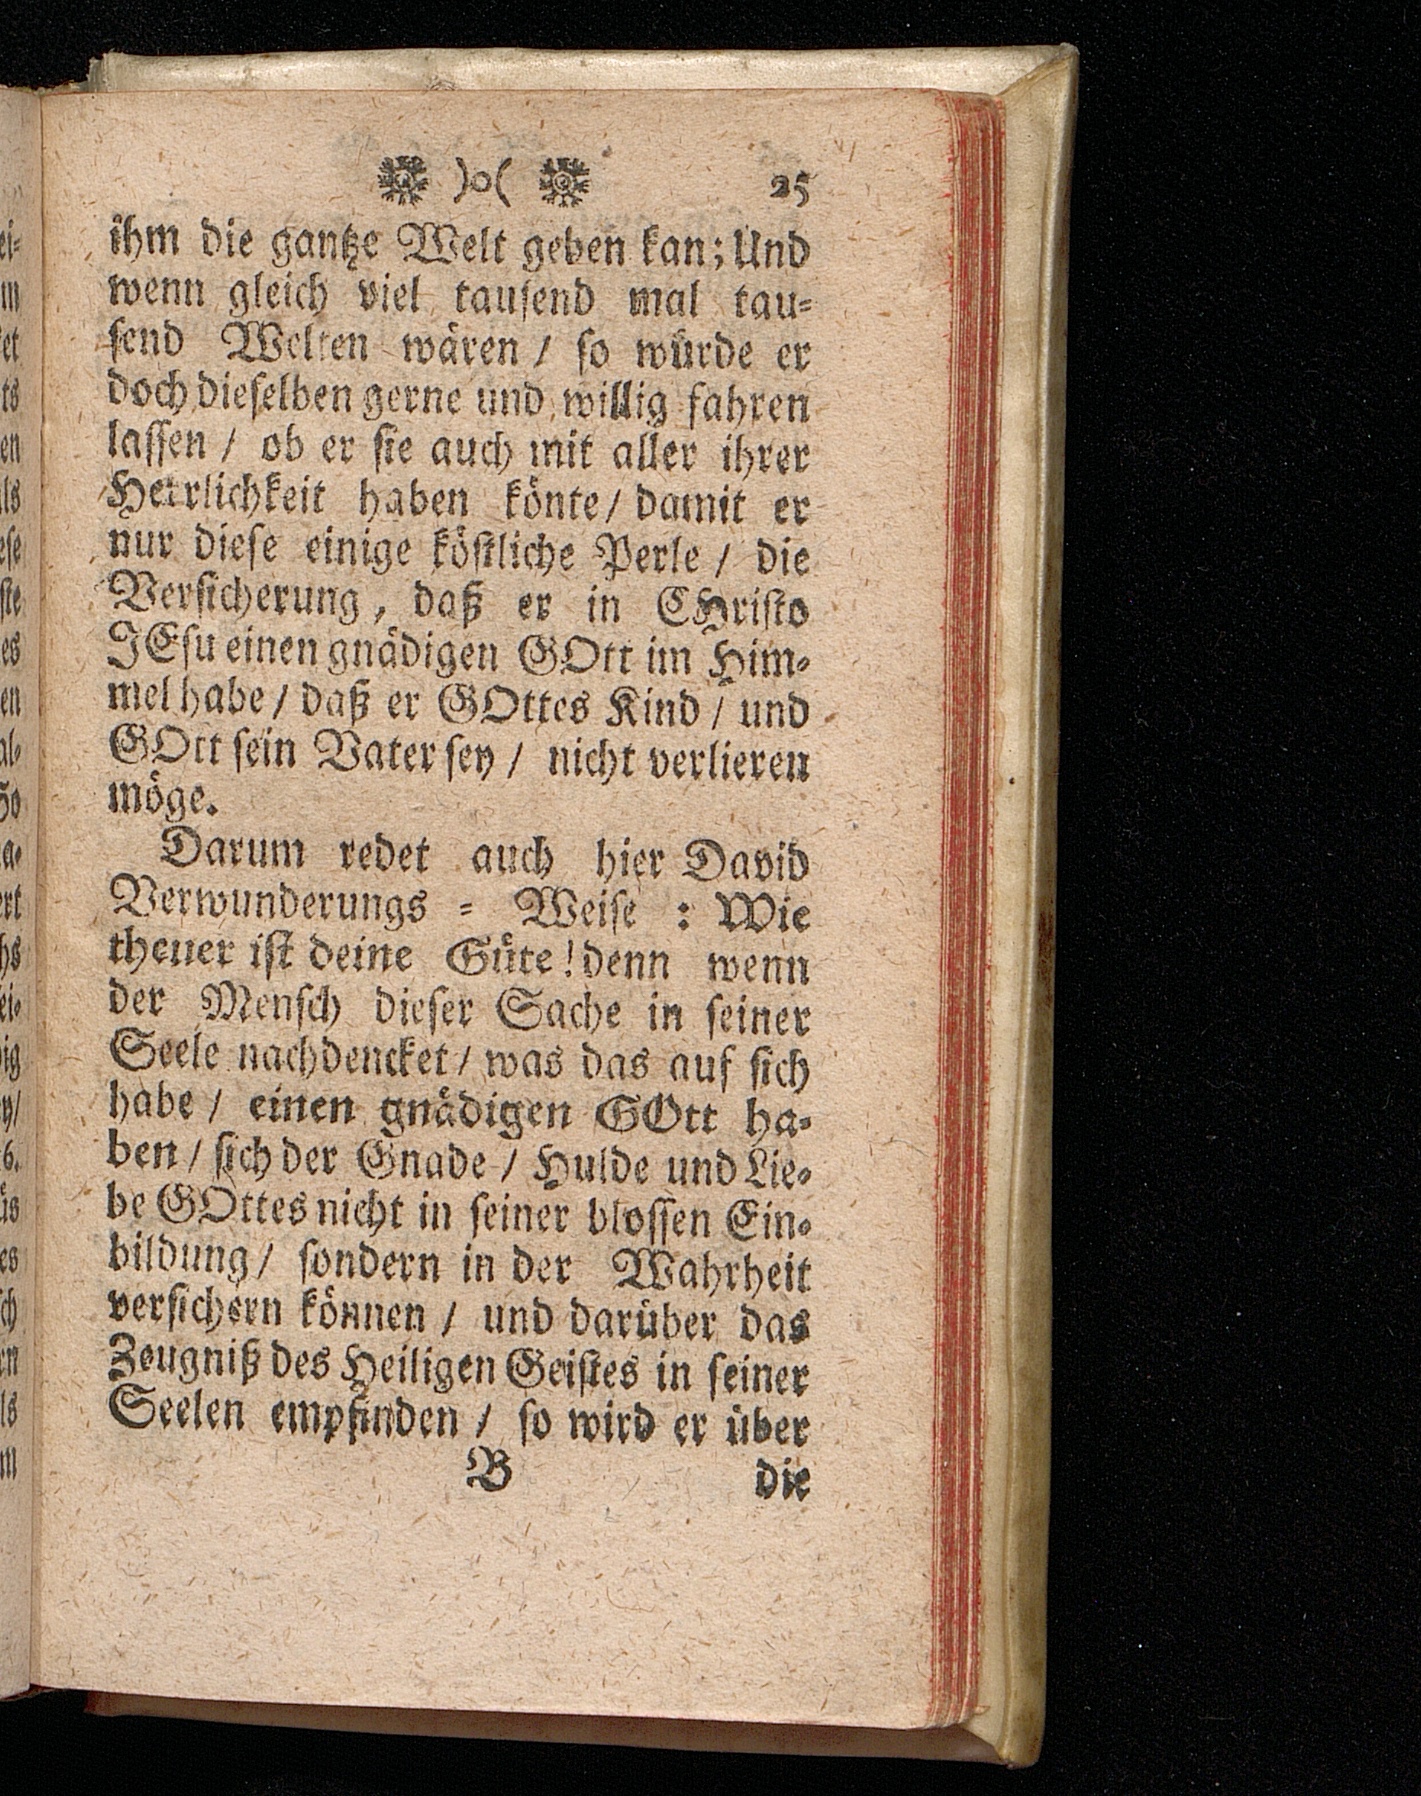 )o( 25
ihm die gantze Welt geben kan; Und
wenn gleich viel tausend mal tau-
send Welten wären / so würde er
doch dieselben gerne und willig fahren
lassen / ob er sie auch mit aller ihrer
Herrlichkeit haben könte / damit er
nur diese einige köstliche Perle / die
Versicherung, daß er in CHristo
JEsu einen gnädigen GOtt im Him-
mel habe / daß er GOttes Kind / und
GOtt sein Vater sey / nicht verlieren
möge.
Darum redet auch hier David
Verwunderungs - Weise : Wie
theuer ist deine Güte! denn wenn
der Mensch dieser Sache in seiner
Seele nachdencket / was das auf sich
habe / einen gnädigen GOtt ha-
ben / sich der Gnade / Hulde und Lie-
be GOttes nicht in seiner blossen Ein-
bildung / sondern in der Wahrheit
versichern können / und darüber das
Zeugniß des Heiligen Geistes in seiner
Seelen empfinden / so wird er über
B die